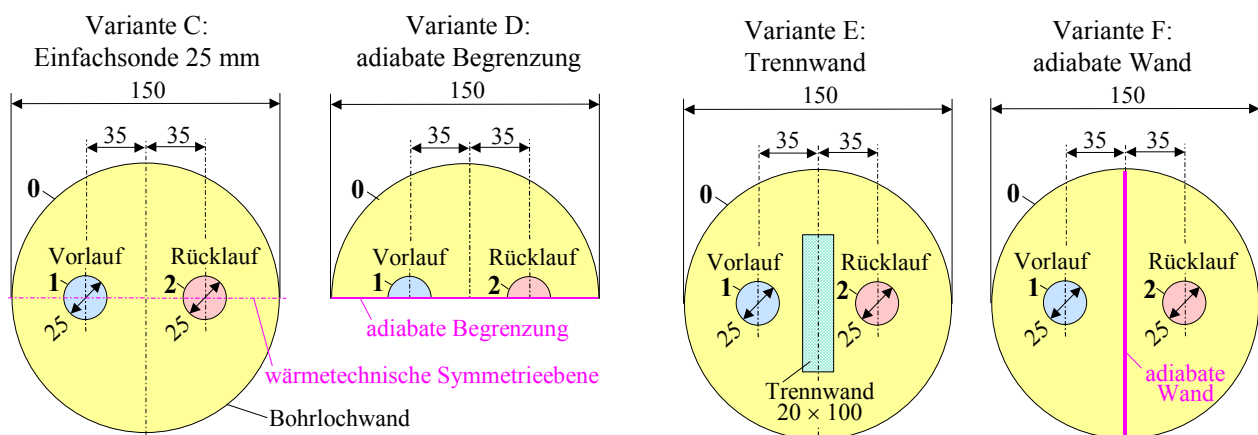 Variante C:
Einfachsonde 25 mm
150
35 35
0
Vorlauf Rücklauf
1 2
25 25
wärmetechnische Symmetrieebene
Bohrlochwand
Variante D:
adiabate Begrenzung
150
35 35
0
Vorlauf Rücklauf
1 2
adiabate Begrenzung
Variante E:
Trennwand
150
35 35
0
Vorlauf Rücklauf
1 2
25 25
Trennwand
20 × 100
Variante F:
adiabate Wand
150
35 35
0
Vorlauf Rücklauf
1 2
25 25
adiabate
Wand